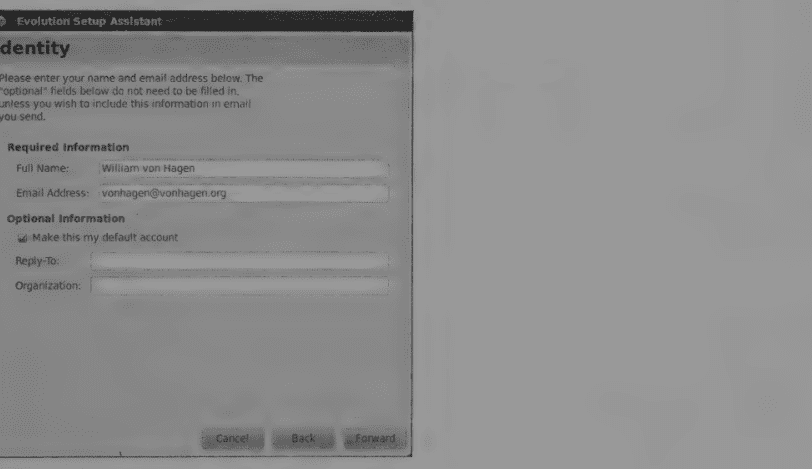 Evolution Setup Assistant
dentity
Please enter your name and email address below. The
"optional" fields below do not need to be filled in,
unless you wish to include this information in email
you send.
Required Information
Full Name: William von Hagen
Email Address: vonhagen@vonhagen.org
Optional Information
Make this my default account
Reply-To:
Organization:
Cancel Back Forward